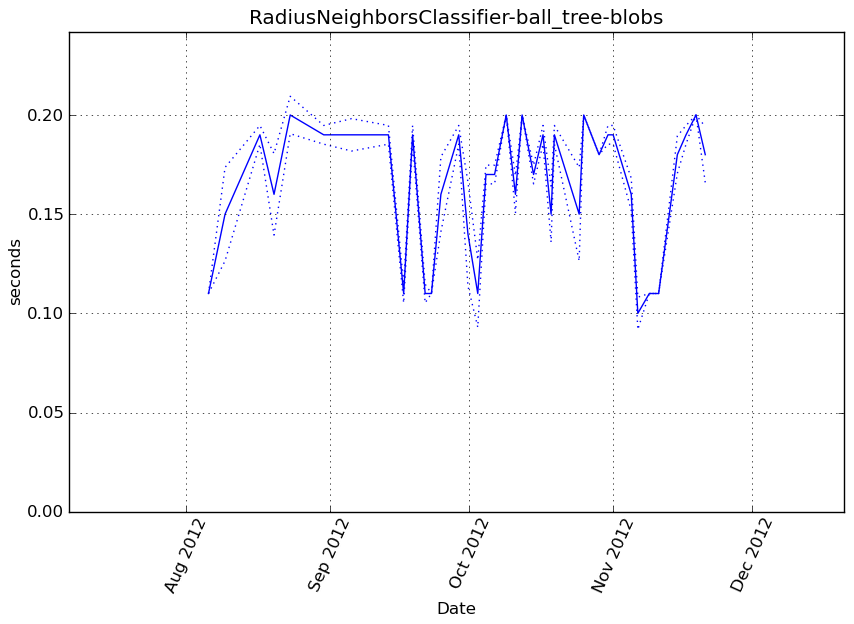 RadiusNeighborsClassifier-ball_tree-blobs
0.20
0.15
seconds
0.10
0.05
0.00
Aug 2012
Sep 2012
Oct 2012
Nov 2012
Dec 2012
Date